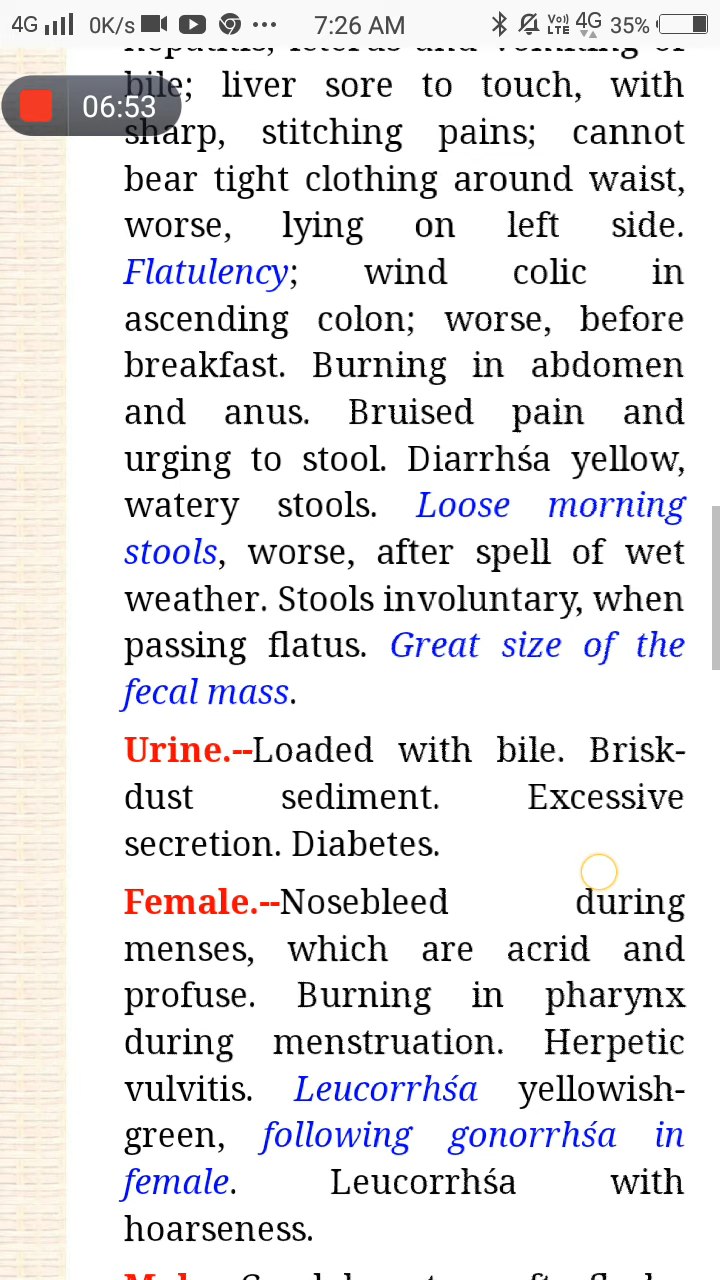 4G 0K/s 7:26 AM VoI) LTE 4G 35%
06:53
bile; liver sore to touch, with
sharp, stitching pains; cannot
bear tight clothing around waist,
worse, lying on left side.
Flatulency; wind colic in
ascending colon; worse, before
breakfast. Burning in abdomen
and anus. Bruised pain and
urging to stool. Diarrhśa yellow,
watery stools. Loose morning
stools, worse, after spell of wet
weather. Stools involuntary, when
passing flatus. Great size of the
fecal mass.
Urine.--Loaded with bile. Brisk-
dust sediment. Excessive
secretion. Diabetes.
Female.--Nosebleed during
menses, which are acrid and
profuse. Burning in pharynx
during menstruation. Herpetic
vulvitis. Leucorrhśa yellowish-
green, following gonorrhśa in
female. Leucorrhśa with
hoarseness.